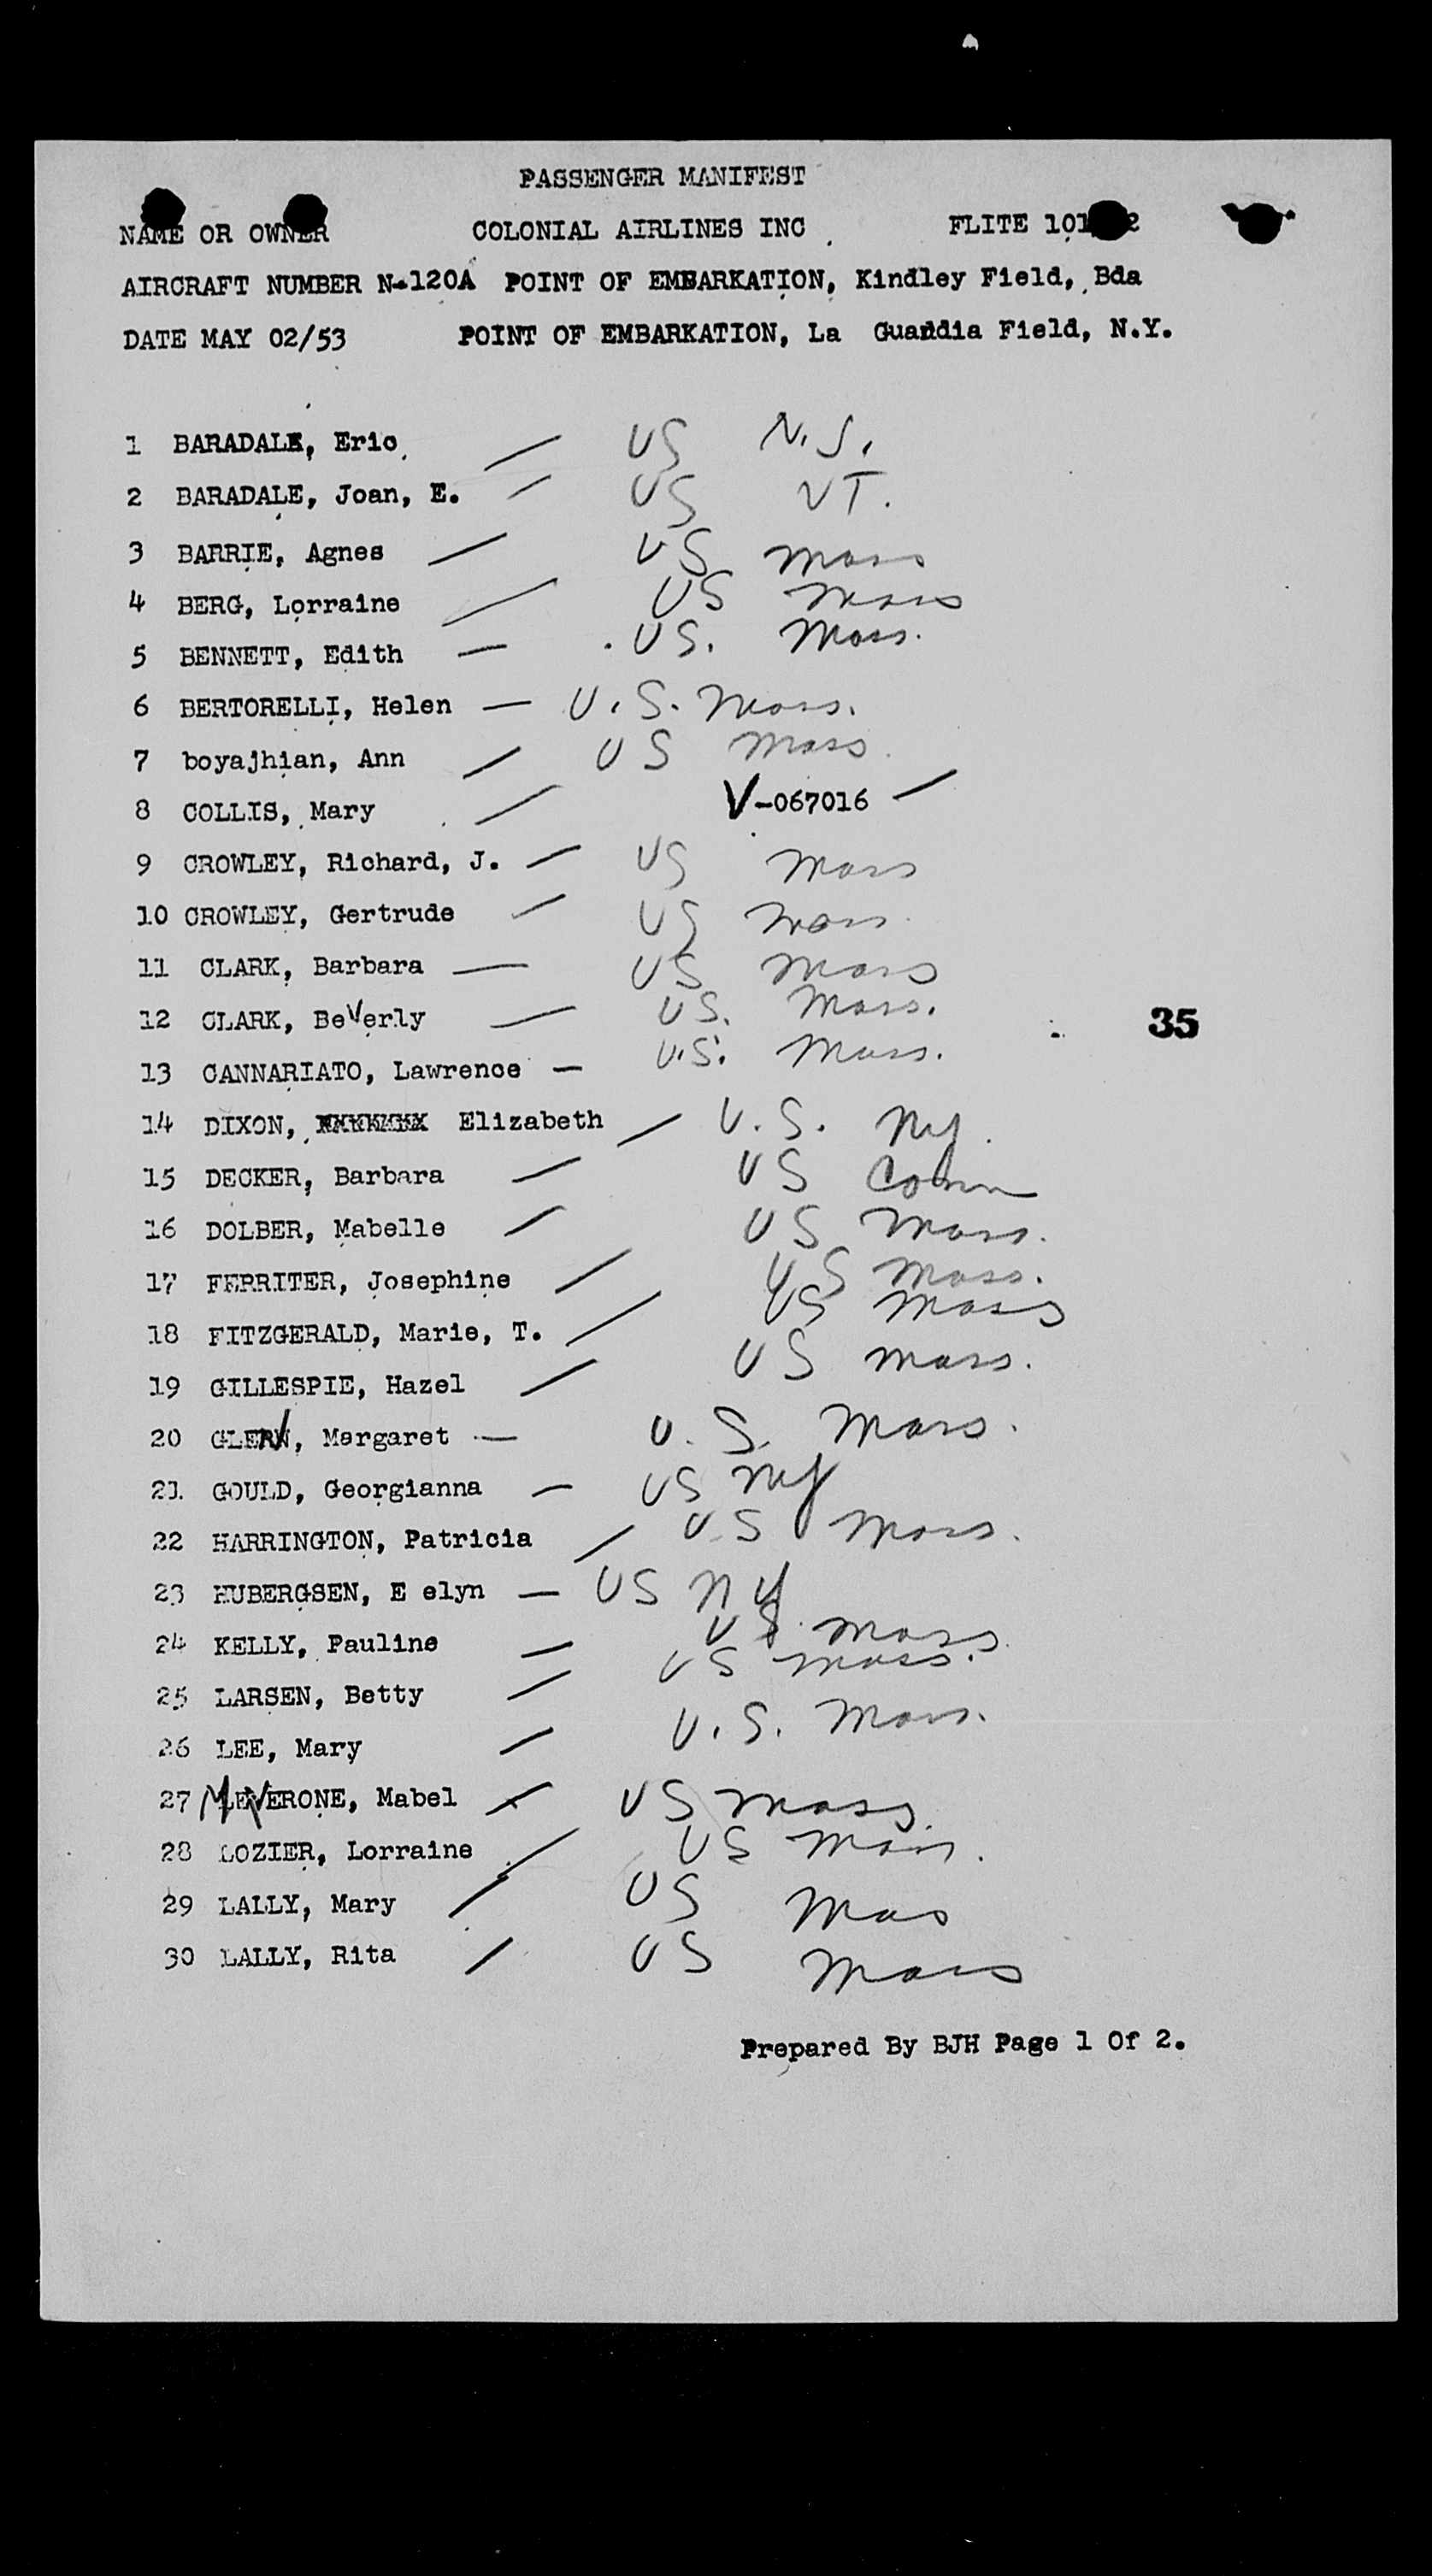 PASSENGER MANIFEST
NAME OR OWNER COLONIAL AIRLINES INC FLITE 101 2
AIRCRAFT NUMBER N-120A POINT OF EMBARKATION, Kindley Field, Bda
DATE MAY 02/53 POINT OF EMBARKATION, La Guardia Field, N.Y.
1 BARADALE, Eric US N.J.
2 BARADALE, Joan, E. US VT.
3 BARRIE, Agnes US Mass
4 BERG, Lorraine US Mass
5 BENNETT, Edith US. Mass.
6 BERTORELLI, Helen U.S. Mass.
7 boyajhian, Ann US Mass.
8 COLLIS, Mary V-067016
9 CROWLEY, Richard, J. US Mass
10 CROWLEY, Gertrude US Mass
11 CLARK, Barbara US Mass
12 CLARK, BeVerly US. Mass.
35
13 CANNARIATO, Lawrence U.S. Mass.
14 DIXON, Elizabeth U.S. NY.
15 DECKER, Barbara US Conn
16 DOLBER, Mabelle US Mass.
17 FERRITER, Josephine US Mass.
18 FITZGERALD, Marie, T. US Mass
19 GILLESPIE, Hazel US Mass.
20 Margaret U.S. Mass.
21 GOULD, Georgianna US NY
22 HARRINGTON, Patricia US Mass.
23 HUBERGSEN, E elyn US NY
24 KELLY, Pauline US Mass
25 LARSEN, Betty US Mass.
26 LEE, Mary U.S. Mass.
27 MEVERONE, Mabel US Mass
28 LOZIER, Lorraine US Mass.
29 LALLY, Mary US Mas
30 LALLY, Rita US Mass
Prepared By BJH Page 1 Of 2.